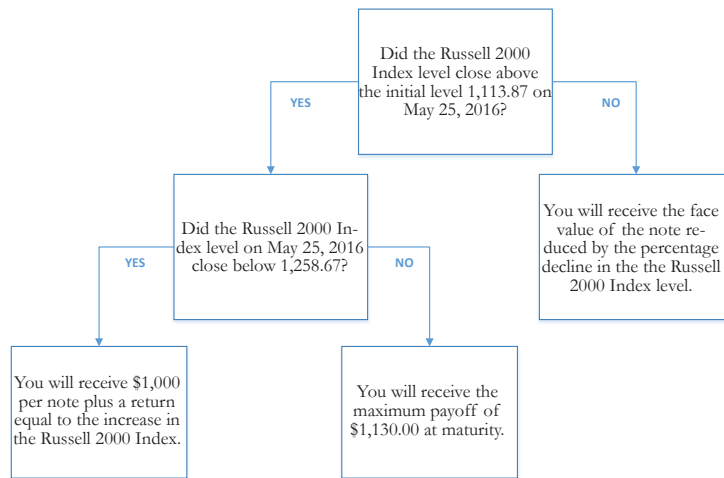 Did the Russell 2000
Index level close above
the initial level 1,113.87 on
May 25, 2016?
YES
NO
Did the Russell 2000 In-
dex level on May 25, 2016
close below 1,258.67?
You will receive the face
value of the note re-
duced by the percentage
decline in the the Russell
2000 Index level.
YES
NO
You will receive $1,000
per note plus a return
equal to the increase in
the Russell 2000 Index.
You will receive the
maximum payoff of
$1,130.00 at maturity.